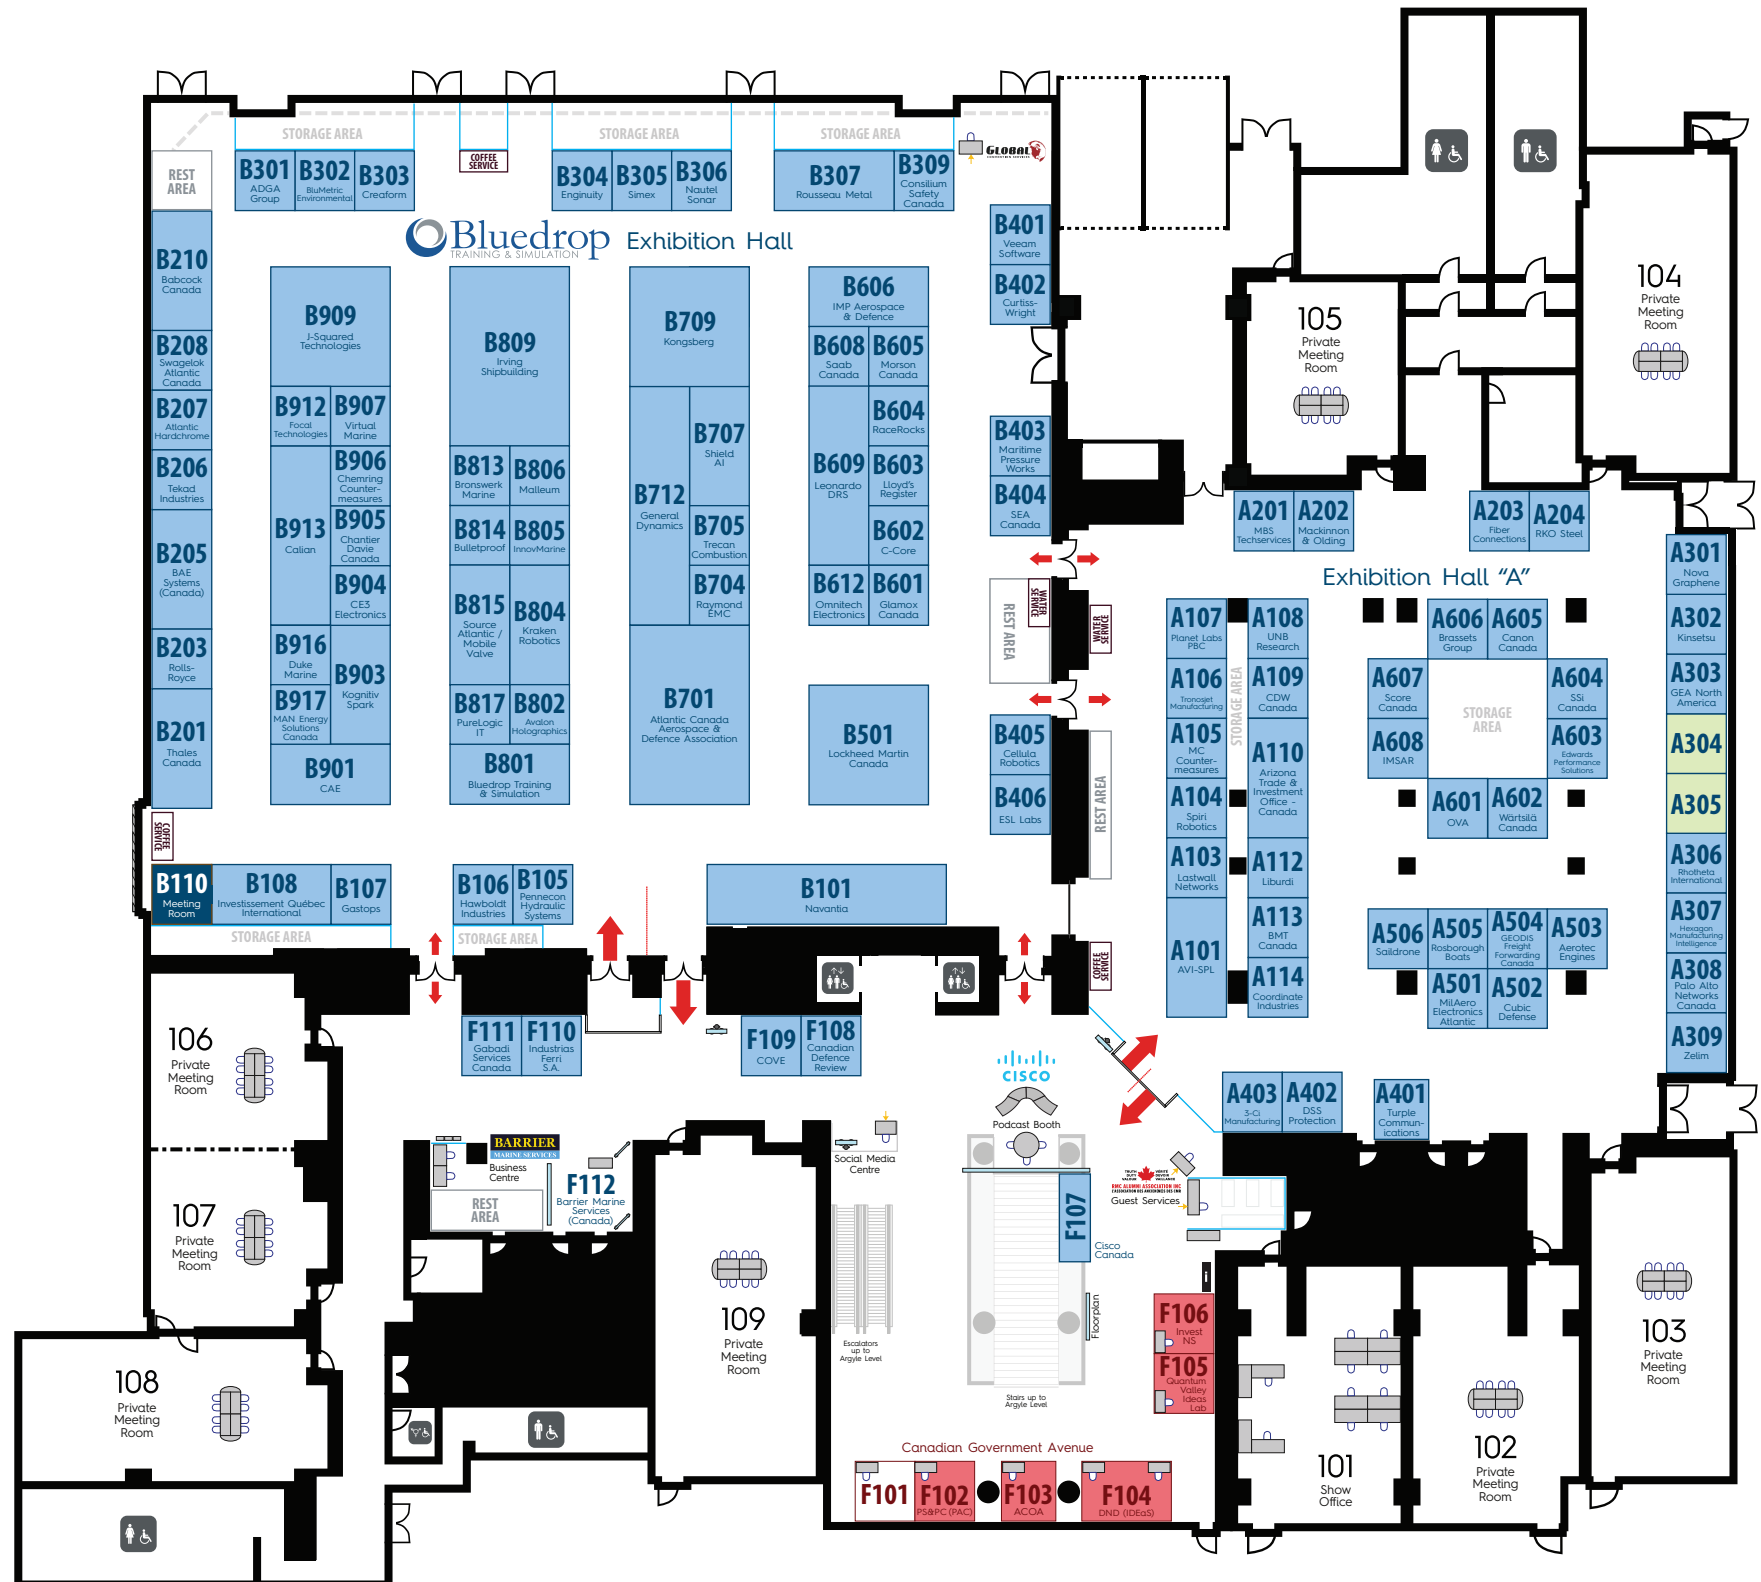 STORAGE AREA
STORAGE AREA
STORAGE AREA
COFFEE
SERVICE
GLOBAL
CONVENTION SERVICES
REST
AREA
B301
ADGA
Group
B302
BluMetric
Environmental
B303
Creaform
B304
Enginuity
B305
Simex
B306
Nautel
Sonar
B307
Rousseau Metal
B309
Consilium
Safety
Canada
Bluedrop
TRAINING & SIMULATION
Exhibition Hall
B401
Veeam
Software
B402
Curtiss-
Wright
B403
Maritime
Pressure
Works
B404
SEA
Canada
B405
Cellula
Robotics
B406
ESL Labs
B210
Babcock
Canada
B208
Swagelok
Atlantic
Canada
B207
Atlantic
Hardchrome
B206
Tekad
Industries
B205
BAE
Systems
(Canada)
B203
Rolls-
Royce
B201
Thales
Canada
B909
J-Squared
Technologies
B912
Focal
Technologies
B907
Virtual
Marine
B913
Calian
B906
Chemring
Counter-
measures
B905
Chantier
Davie
Canada
B904
CE3
Electronics
B916
Duke
Marine
B903
Kognitiv
Spark
B917
MAN Energy
Solutions
Canada
B901
CAE
B809
Irving
Shipbuilding
B813
Bronswerk
Marine
B806
Malleum
B814
Bulletproof
B805
InnovMarine
B815
Source
Atlantic /
Mobile
Valve
B804
Kraken
Robotics
B817
PureLogic
IT
B802
Avalon
Holographics
B801
Bluedrop Training
& Simulation
B709
Kongsberg
B712
General
Dynamics
B707
Shield
AI
B705
Trecan
Combustion
B704
Raymond
EMC
B701
Atlantic Canada
Aerospace &
Defence Association
B606
IMP Aerospace
& Defence
B608
Saab
Canada
B605
Morson
Canada
B609
Leonardo
DRS
B604
RaceRocks
B603
Lloyd's
Register
B602
C-Core
B612
Omnitech
Electronics
B601
Glamox
Canada
B501
Lockheed Martin
Canada
REST AREA
WATER
SERVICE
WATER
SERVICE
REST AREA
COFFEE
SERVICE
COFFEE
SERVICE
B110
Meeting
Room
B108
Investissement Québec
International
B107
Gastops
B106
Hawboldt
Industries
B105
Pennecon
Hydraulic
Systems
B101
Navantia
STORAGE AREA
STORAGE AREA
104
Private
Meeting
Room
105
Private
Meeting
Room
A201
MBS
Techservices
A202
Mackinnon
& Olding
A203
Fiber
Connections
A204
RKO Steel
Exhibition Hall "A"
A301
Nova
Graphene
A302
Kinsetsu
A303
GEA North
America
A304
A305
A306
Rhotheta
International
A307
Hexagon
Manufacturing
Intelligence
A308
Palo Alto
Networks
Canada
A309
Zelim
A107
Planet Labs
PBC
A106
Tronosjet
Manufacturing
A105
MC
Counter-
measures
A104
Spiri
Robotics
A103
Lastwall
Networks
A101
AVI-SPL
STORAGE AREA
A108
UNB
Research
A109
CDW
Canada
A110
Arizona
Trade &
Investment
Office -
Canada
A112
Liburdi
A113
BMT
Canada
A114
Coordinate
Industries
A606
Brassets
Group
A605
Canon
Canada
A607
Score
Canada
A604
SSi
Canada
STORAGE
AREA
A608
IMSAR
A603
Edwards
Performance
Solutions
A601
OVA
A602
Wärtsilä
Canada
A506
Saildrone
A505
Rosborough
Boats
A504
GEODIS
Freight
Forwarding
Canada
A503
Aerotec
Engines
A501
MilAero
Electronics
Atlantic
A502
Cubic
Defense
A403
3-Ci
Manufacturing
A402
DSS
Protection
A401
Turple
Commun-
ications
106
Private
Meeting
Room
107
Private
Meeting
Room
108
Private
Meeting
Room
109
Private
Meeting
Room
F111
Gabadi
Services
Canada
F110
Industrias
Ferri
S.A.
F109
COVE
F108
Canadian
Defence
Review
CISCO
Podcast Booth
Social Media
Centre
BARRIER
MARINE SERVICES
Business
Centre
REST
AREA
F112
Barrier Marine
Services
(Canada)
F107
Cisco
Canada
TRUTH
DUTY
VALOUR
VÉRITÉ
DEVOIR
VAILLANCE
RMC ALUMNI ASSOCIATION INC
L'ASSOCIATION DES ANCIEN(NE)S DES CMR
Guest Services
Floorplan
Escalators
up to
Argyle Level
Stairs up to
Argyle Level
F106
Invest
NS
F105
Quantum
Valley
Ideas
Lab
Canadian Government Avenue
F101
F102
PS&PC (PAC)
F103
ACOA
F104
DND (IDEaS)
101
Show
Office
102
Private
Meeting
Room
103
Private
Meeting
Room